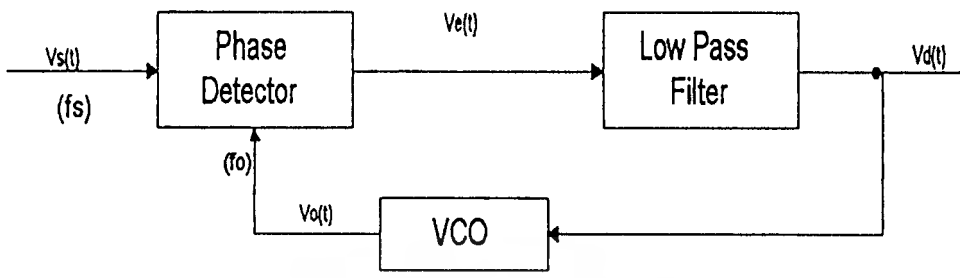 Vs(t)
(fs)
Phase
Detector
Ve(t)
Low Pass
Filter
Vd(t)
(fo)
Vo(t)
VCO